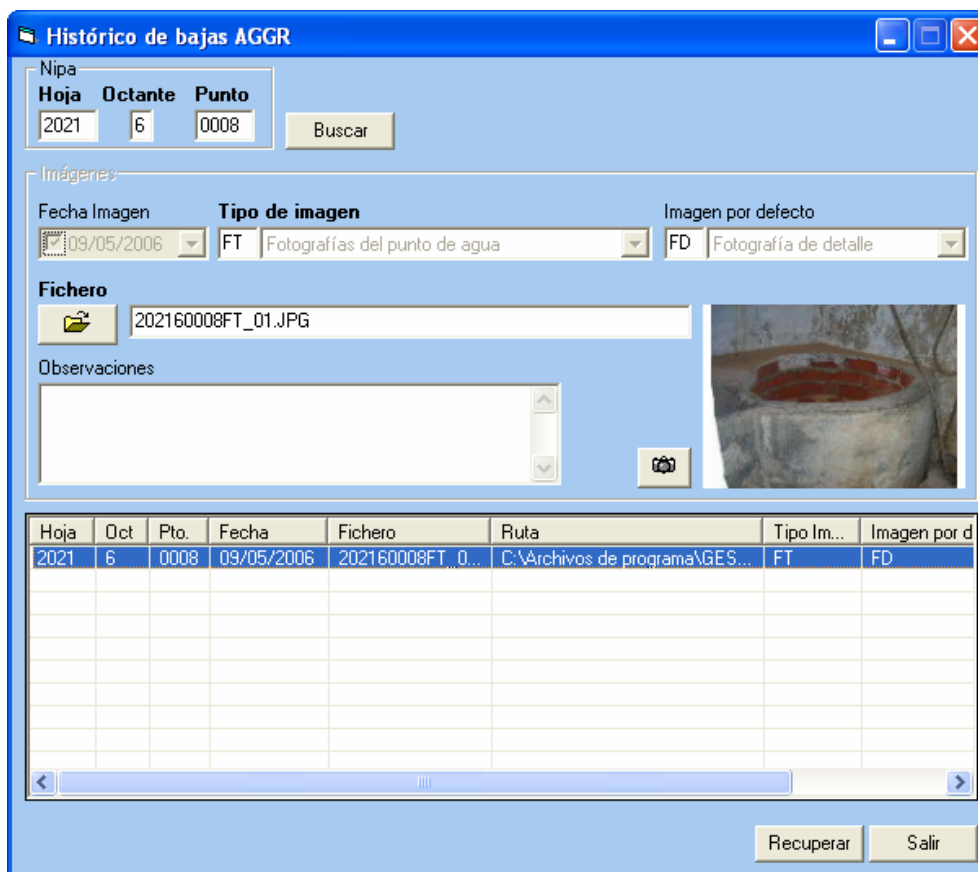 Histórico de bajas AGGR
Nipa
Hoja Octante Punto
2021 6 0008 Buscar
Imágenes
Fecha Imagen Tipo de imagen Imagen por defecto
09/05/2006 FT Fotografías del punto de agua FD Fotografía de detalle
Fichero
202160008FT_01.JPG
Observaciones
Hoja Oct Pto. Fecha Fichero Ruta Tipo Im... Imagen por d
2021 6 0008 09/05/2006 202160008FT_0... C:\Archivos de programa\GES... FT FD
Recuperar Salir